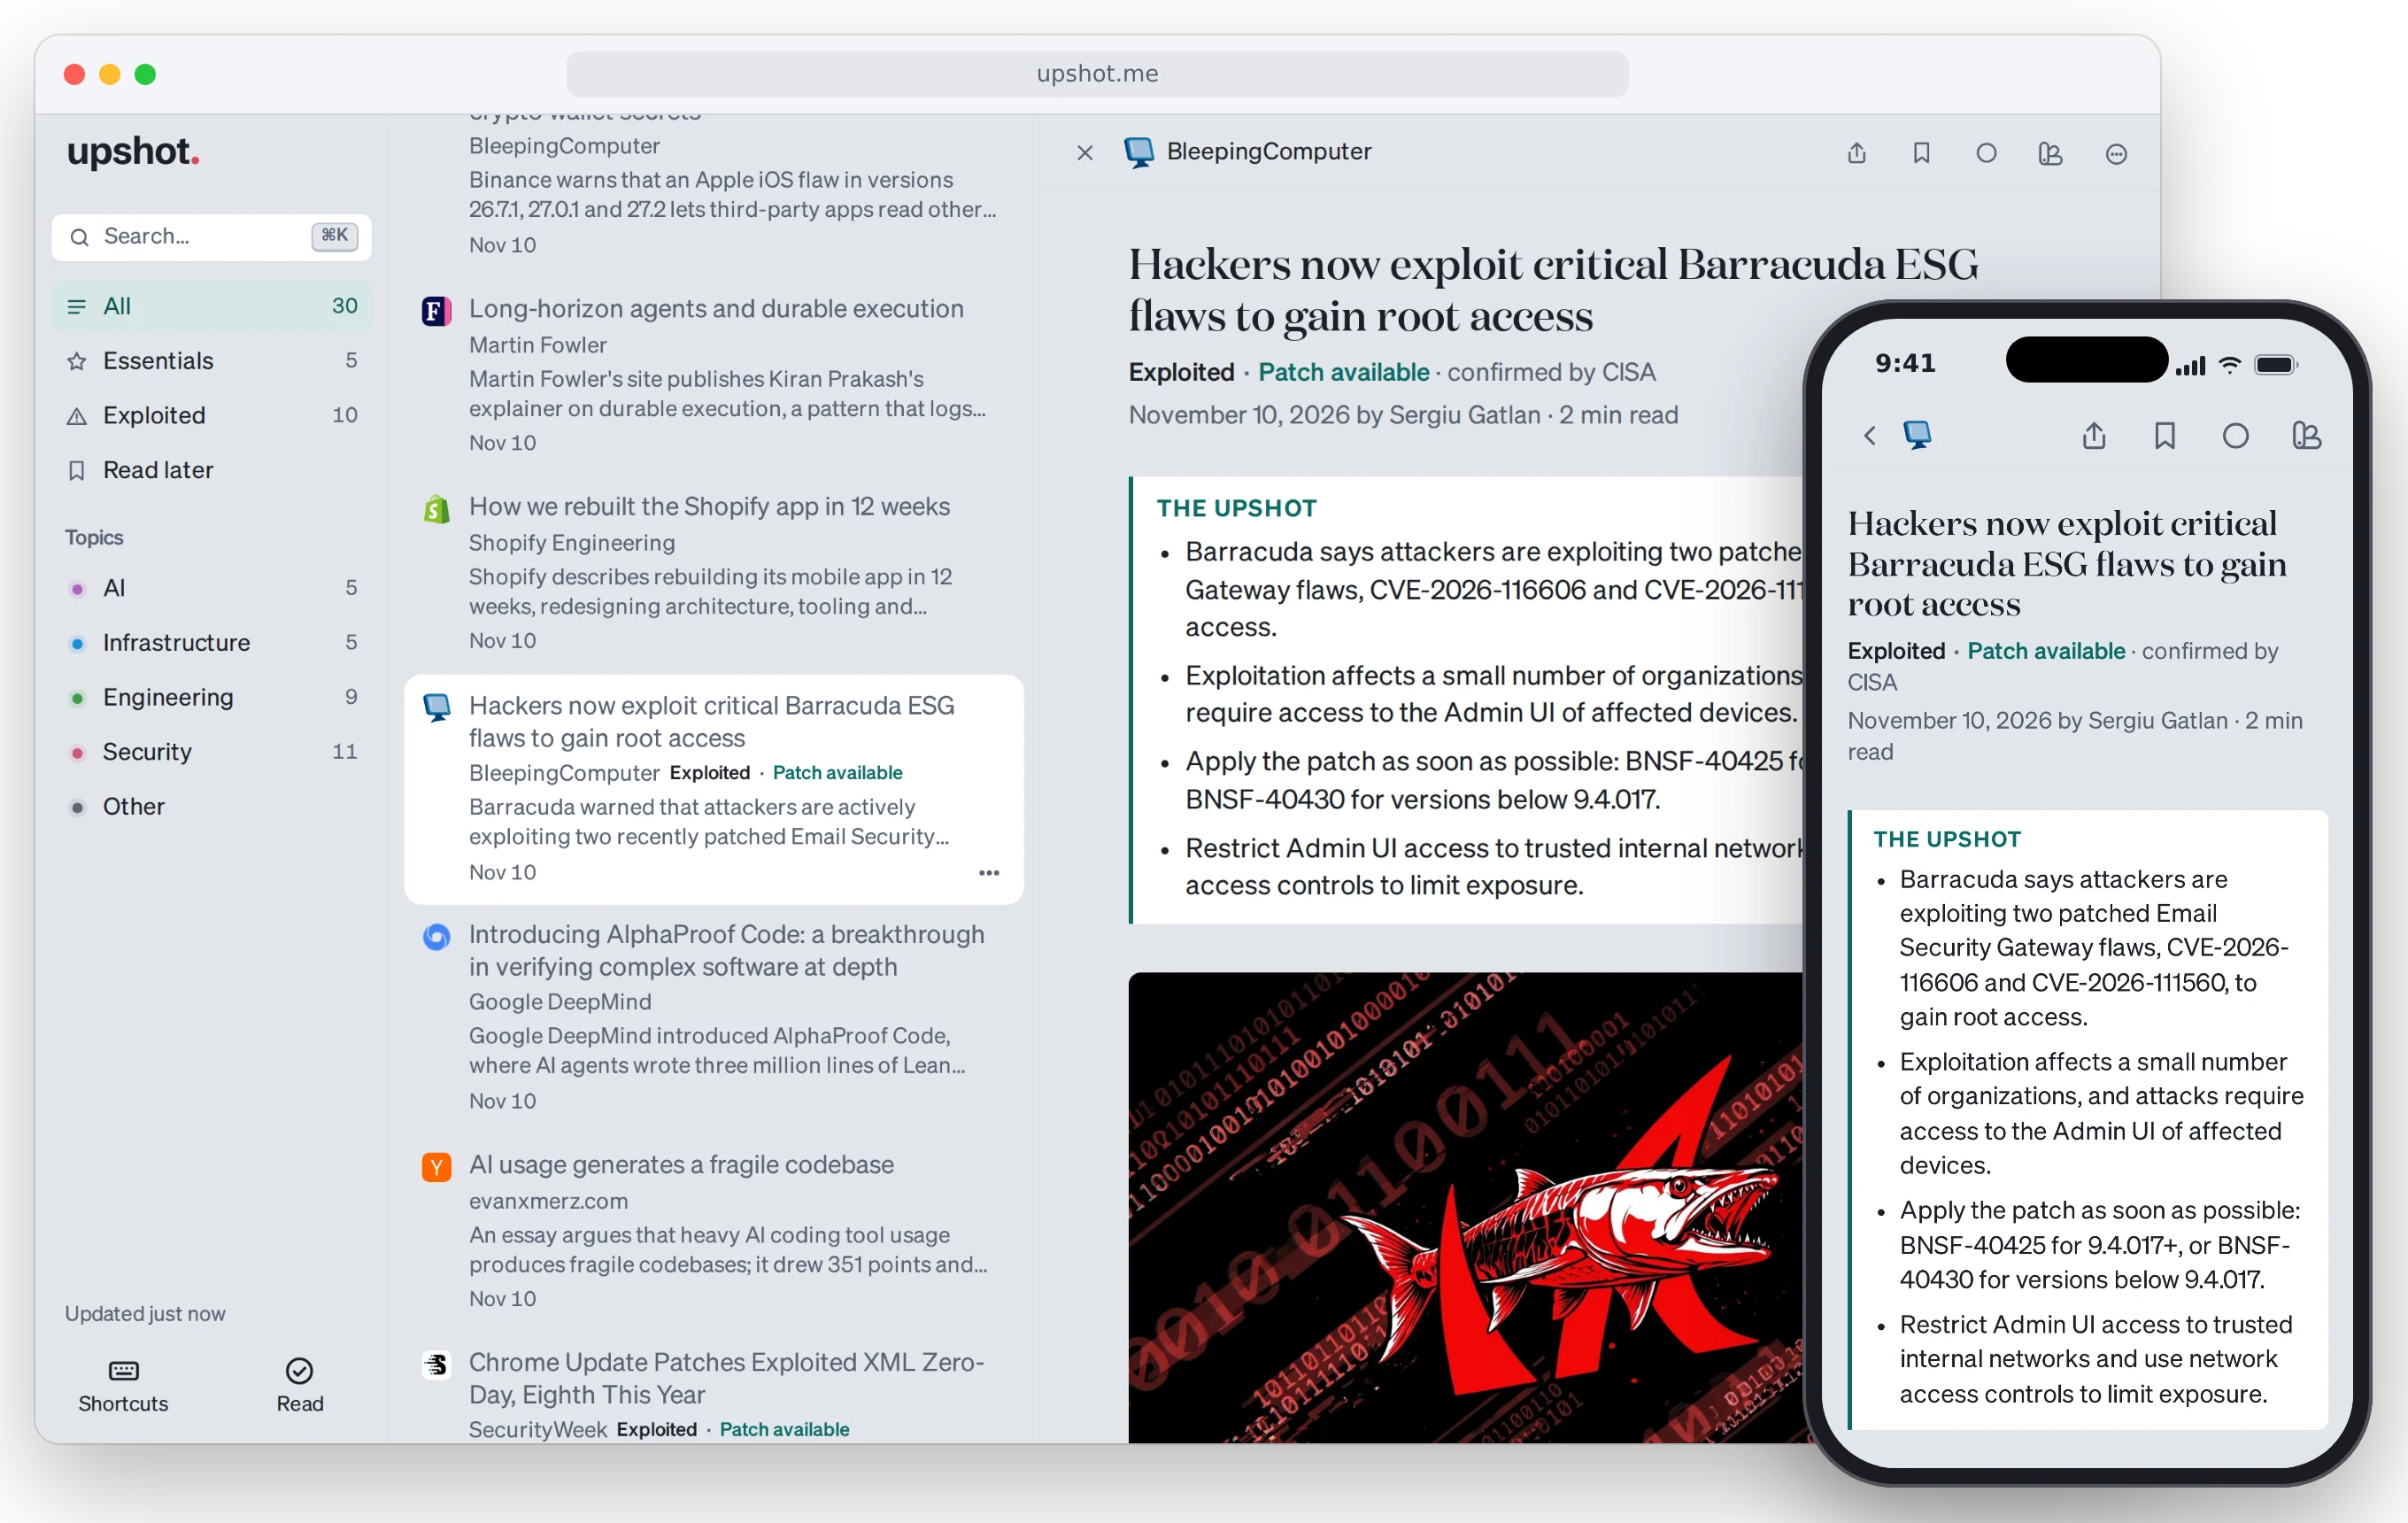 upshot.me
upshot.
Search...
⌘K
All 30
Essentials 5
Exploited 10
Read later
Topics
AI 5
Infrastructure 5
Engineering 9
Security 11
Other
Updated just now
Shortcuts
Read
crypto wallet secrets
BleepingComputer
Binance warns that an Apple iOS flaw in versions
26.7.1, 27.0.1 and 27.2 lets third-party apps read other...
Nov 10
F
Long-horizon agents and durable execution
Martin Fowler
Martin Fowler's site publishes Kiran Prakash's
explainer on durable execution, a pattern that logs...
Nov 10
S
How we rebuilt the Shopify app in 12 weeks
Shopify Engineering
Shopify describes rebuilding its mobile app in 12
weeks, redesigning architecture, tooling and...
Nov 10
Hackers now exploit critical Barracuda ESG
flaws to gain root access
BleepingComputer Exploited · Patch available
Barracuda warned that attackers are actively
exploiting two recently patched Email Security...
Nov 10
Introducing AlphaProof Code: a breakthrough
in verifying complex software at depth
Google DeepMind
Google DeepMind introduced AlphaProof Code,
where AI agents wrote three million lines of Lean...
Nov 10
Y
AI usage generates a fragile codebase
evanxmerz.com
An essay argues that heavy AI coding tool usage
produces fragile codebases; it drew 351 points and...
Nov 10
S
Chrome Update Patches Exploited XML Zero-
Day, Eighth This Year
SecurityWeek Exploited · Patch available
BleepingComputer
Hackers now exploit critical Barracuda ESG
flaws to gain root access
Exploited · Patch available · confirmed by CISA
November 10, 2026 by Sergiu Gatlan · 2 min read
THE UPSHOT
• Barracuda says attackers are exploiting two patche
Gateway flaws, CVE-2026-116606 and CVE-2026-111
access.
• Exploitation affects a small number of organizations
require access to the Admin UI of affected devices.
• Apply the patch as soon as possible: BNSF-40425
BNSF-40430 for versions below 9.4.017.
• Restrict Admin UI access to trusted internal network
access controls to limit exposure.
9:41
Hackers now exploit critical
Barracuda ESG flaws to gain
root access
Exploited · Patch available · confirmed by
CISA
November 10, 2026 by Sergiu Gatlan · 2 min
read
THE UPSHOT
• Barracuda says attackers are
exploiting two patched Email
Security Gateway flaws, CVE-2026-
116606 and CVE-2026-111560, to
gain root access.
• Exploitation affects a small number
of organizations, and attacks require
access to the Admin UI of affected
devices.
• Apply the patch as soon as possible:
BNSF-40425 for 9.4.017+, or BNSF-
40430 for versions below 9.4.017.
• Restrict Admin UI access to trusted
internal networks and use network
access controls to limit exposure.